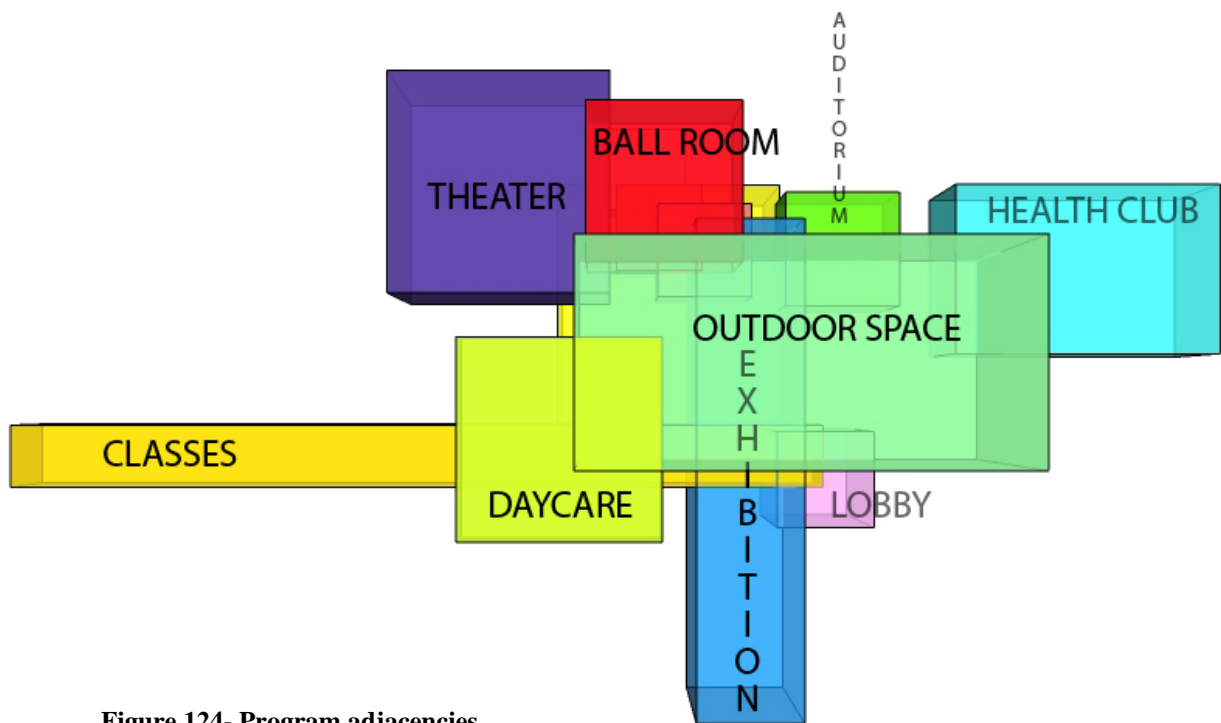 AUDITORIUM
BALL ROOM
THEATER
HEALTH CLUB
OUTDOOR SPACE
EXHIBITION
CLASSES
DAYCARE
LOBBY
Figure 124- Program adjacencies